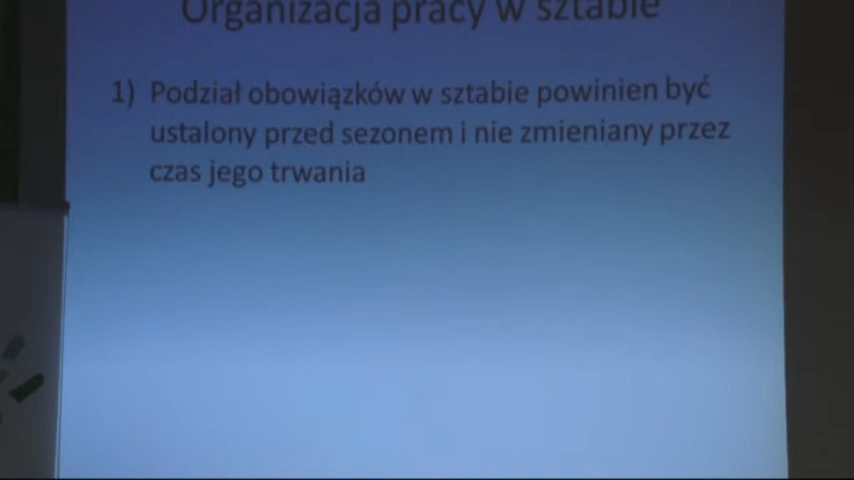 Organizacja pracy w sztabie
1) Podział obowiązków w sztabie powinien być
ustalony przed sezonem i nie zmieniany przez
czas jego trwania